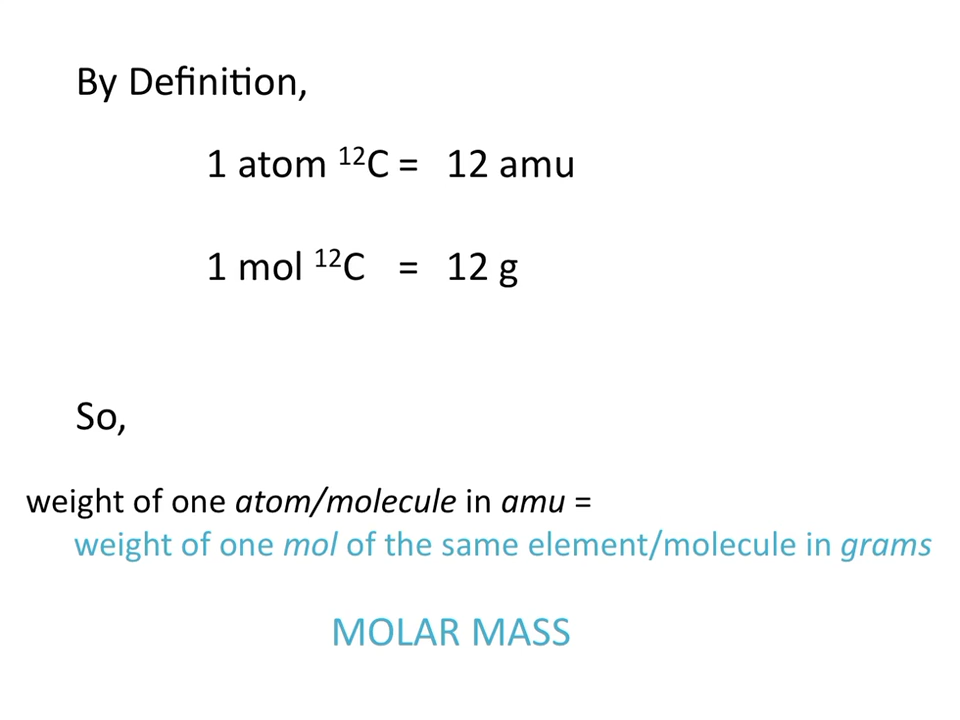 By Definition,
1 atom ¹²C = 12 amu
1 mol ¹²C = 12 g
So,
weight of one atom/molecule in amu =
weight of one mol of the same element/molecule in grams
MOLAR MASS